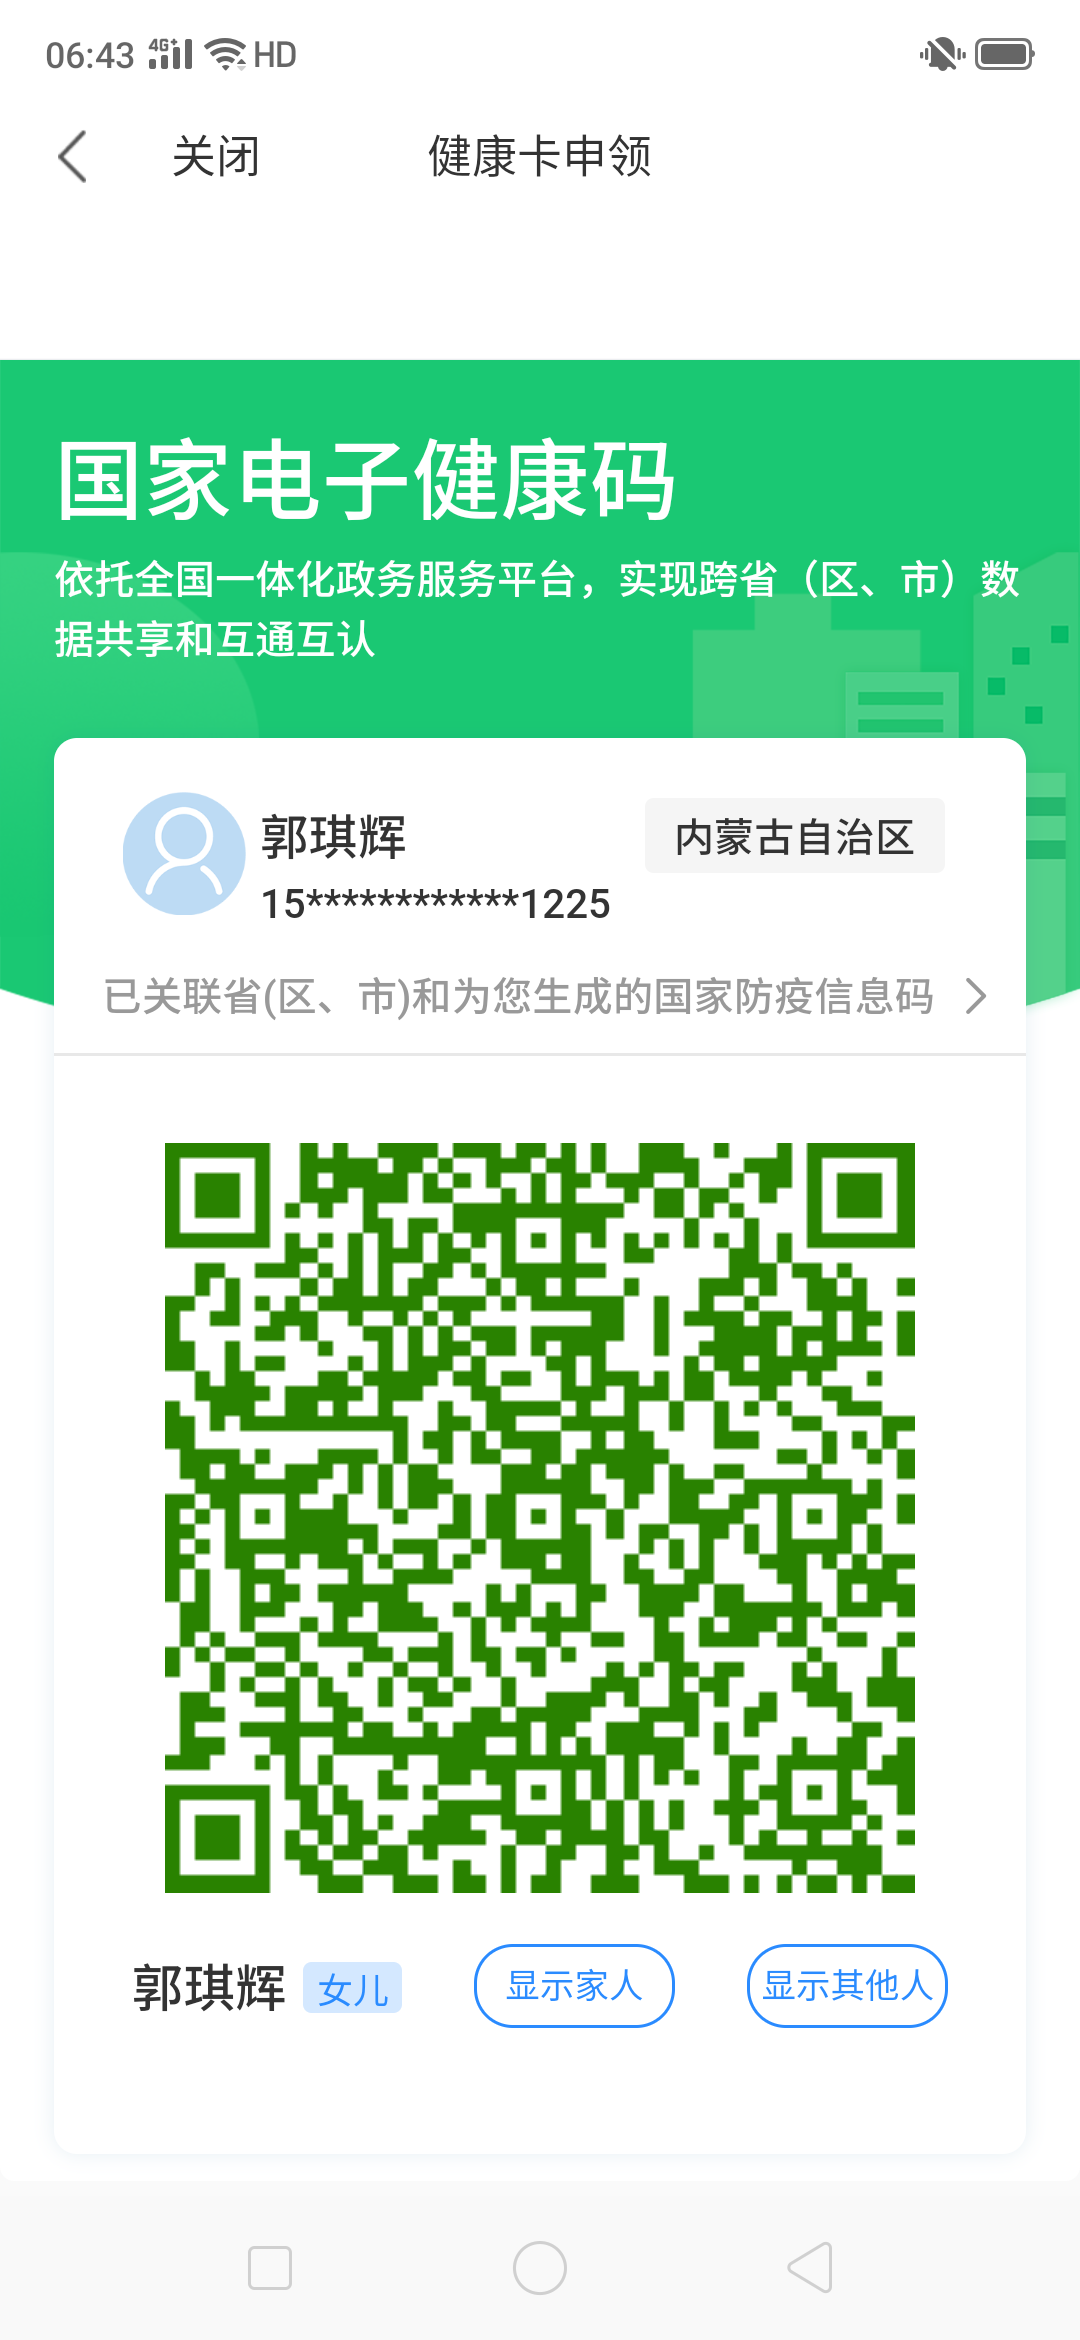 06:43 4G+ HD
关闭 健康卡申领
国家电子健康码
依托全国一体化政务服务平台，实现跨省（区、市）数
据共享和互通互认
郭琪辉 内蒙古自治区
15************1225
已关联省(区、市)和为您生成的国家防疫信息码
郭琪辉 女儿 显示家人 显示其他人